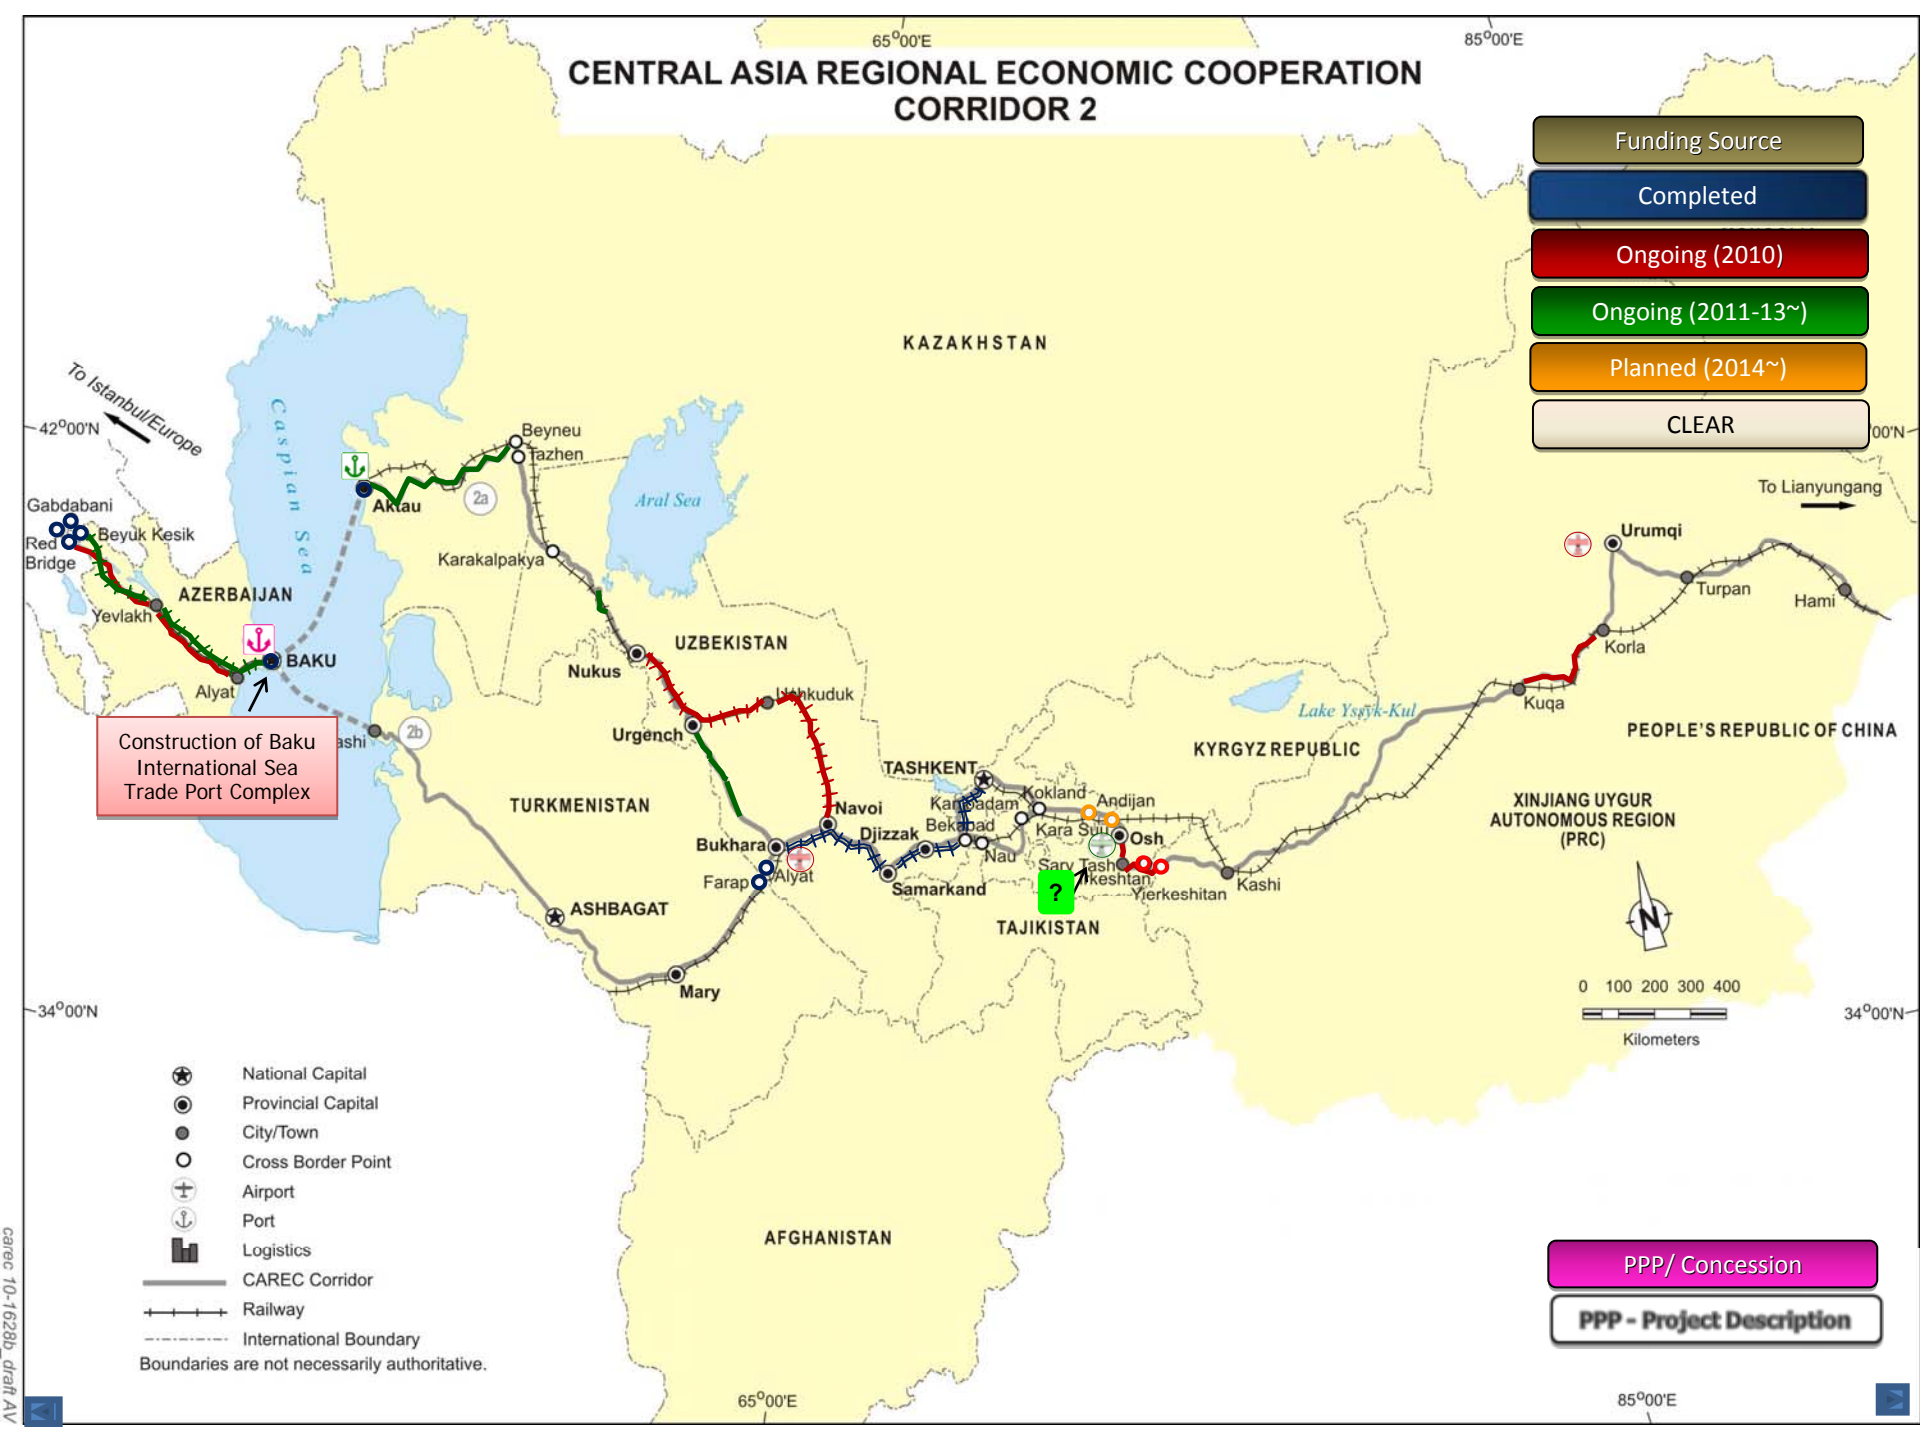 65°00'E
85°00'E
CENTRAL ASIA REGIONAL ECONOMIC COOPERATION
CORRIDOR 2
Funding Source
Completed
Ongoing (2010)
Ongoing (2011-13~)
Planned (2014~)
CLEAR
KAZAKHSTAN
To Istanbul/Europe
42°00'N
00'N
Caspian Sea
Beyneu
Tazhen
Aral Sea
2a
Aktau
To Lianyungang
Gabdabani
Beyuk Kesik
Red
Bridge
Urumqi
Karakalpakya
AZERBAIJAN
Yevlakh
Turpan
Hami
UZBEKISTAN
Korla
BAKU
Nukus
Alyat
Kuqa
Lake Yssyk-Kul
Urgench
2b
ashi
PEOPLE'S REPUBLIC OF CHINA
KYRGYZ REPUBLIC
Construction of Baku
International Sea
Trade Port Complex
TASHKENT
TURKMENISTAN
Kokland
Andijan
XINJIANG UYGUR
AUTONOMOUS REGION
(PRC)
Navoi
Djizzak
Bekabad
Kara Suu
Osh
Bukhara
Nau
Sary Tash
Farap
Alyat
Samarkand
?
rkeshtan
Yierkeshitan
Kashi
ASHBAGAT
TAJIKISTAN
N
Mary
0 100 200 300 400
Kilometers
34°00'N
34°00'N
National Capital
Provincial Capital
City/Town
Cross Border Point
Airport
Port
Logistics
CAREC Corridor
Railway
International Boundary
Boundaries are not necessarily authoritative.
AFGHANISTAN
PPP/ Concession
PPP - Project Description
carec 10-1628b_draft AV
65°00'E
85°00'E